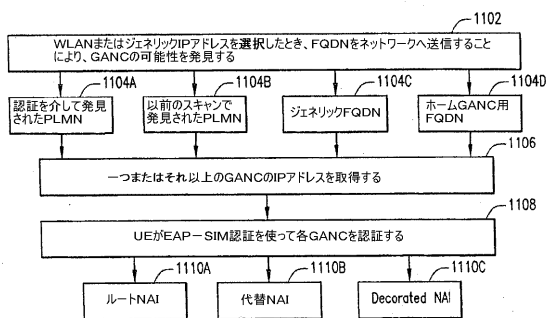 1102
WLANまたはジェネリックIPアドレスを選択したとき、FQDNをネットワークへ送信すること
により、GANCの可能性を発見する
1104A
1104B
1104C
1104D
認証を介して発見
されたPLMN
以前のスキャンで
発見されたPLMN
ジェネリックFQDN
ホームGANC用
FQDN
1106
一つまたはそれ以上のGANCのIPアドレスを取得する
1108
UEがEAP-SIM認証を使って各GANCを認証する
1110A
1110B
1110C
ルートNAI
代替NAI
Decorated NAI